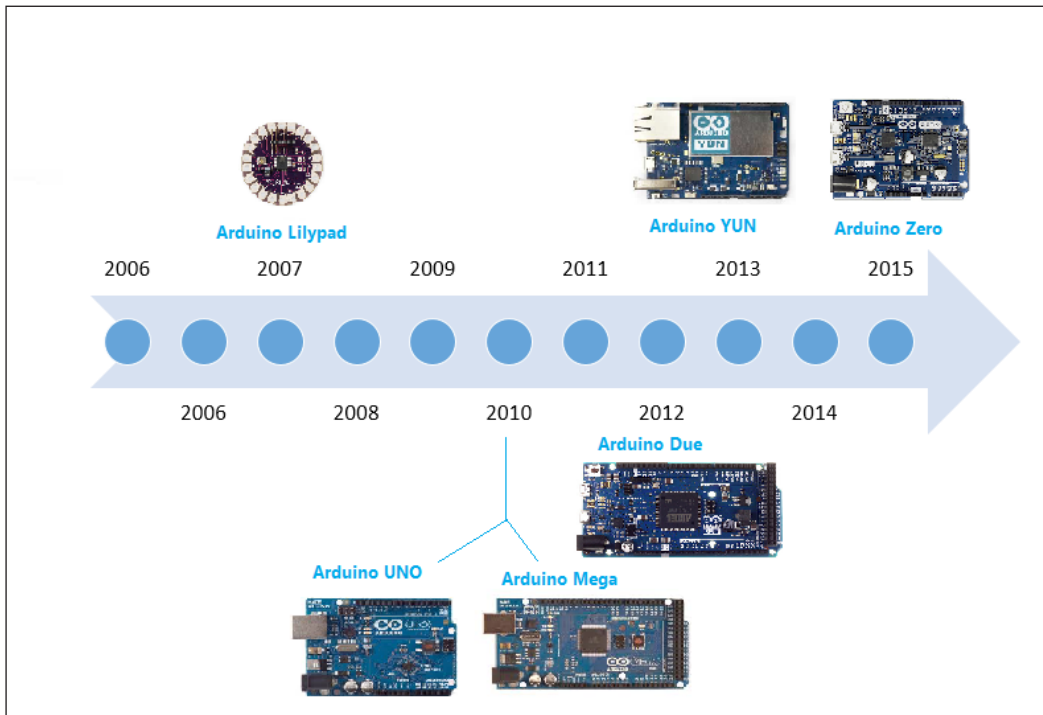 Arduino Lilypad
Arduino YUN
Arduino Zero
2006
2007
2009
2011
2013
2015
2006
2008
2010
2012
2014
Arduino Due
Arduino UNO
Arduino Mega